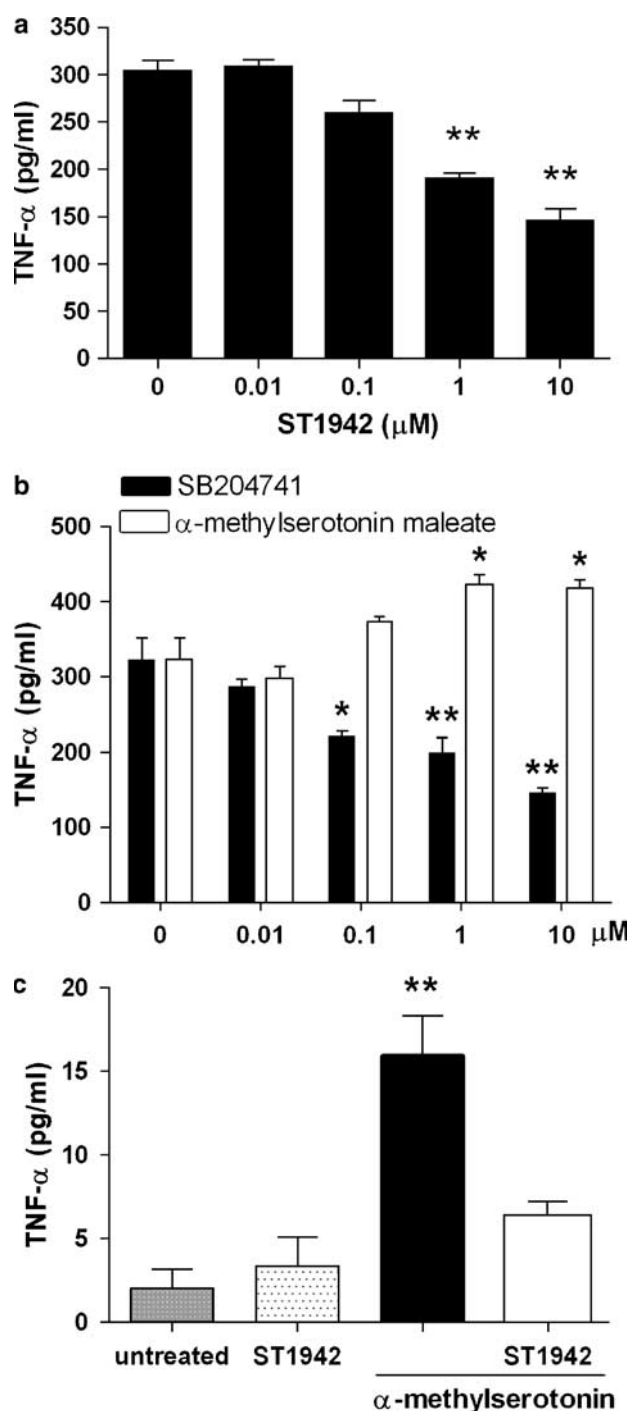 a
350
300
250
200
150
100
50
0
TNF-α (pg/ml)
**
**
0 0.01 0.1 1 10
ST1942 (μM)
b
SB204741
α-methylserotonin maleate
500
400
300
200
100
0
TNF-α (pg/ml)
*
*
*
**
**
0 0.01 0.1 1 10 μM
c
20
15
10
5
0
TNF-α (pg/ml)
**
untreated ST1942 ST1942
α-methylserotonin